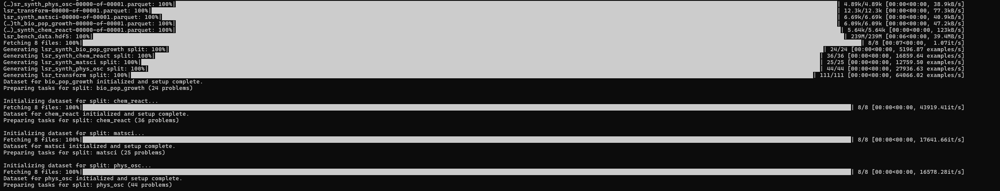 (…)sr_synth_phys_osc-00000-of-00001.parquet: 100%| | 4.89k/4.89k [00:00<00:00, 38.9kB/s]
lsr_transform-00000-of-00001.parquet: 100%| | 12.3k/12.3k [00:00<00:00, 77.3kB/s]
lsr_synth_matsci-00000-of-00001.parquet: 100%| | 6.69k/6.69k [00:00<00:00, 40.9kB/s]
(…)th_bio_pop_growth-00000-of-00001.parquet: 100%| | 6.09k/6.09k [00:00<00:00, 47.2kB/s]
(…)_synth_chem_react-00000-of-00001.parquet: 100%| | 5.64k/5.64k [00:00<00:00, 123kB/s]
lsr_bench_data.hdf5: 100%| | 239M/239M [00:06<00:00, 39.4MB/s]
Fetching 8 files: 100%| | 8/8 [00:07<00:00, 1.07it/s]
Generating lsr_synth_bio_pop_growth split: 100%| | 24/24 [00:00<00:00, 5196.87 examples/s]
Generating lsr_synth_chem_react split: 100%| | 36/36 [00:00<00:00, 16859.64 examples/s]
Generating lsr_synth_matsci split: 100%| | 25/25 [00:00<00:00, 12759.50 examples/s]
Generating lsr_synth_phys_osc split: 100%| | 44/44 [00:00<00:00, 27936.63 examples/s]
Generating lsr_transform split: 100%| | 111/111 [00:00<00:00, 64066.02 examples/s]
Dataset for bio_pop_growth initialized and setup complete.
Preparing tasks for split: bio_pop_growth (24 problems)
Initializing dataset for split: chem_react...
Fetching 8 files: 100%| | 8/8 [00:00<00:00, 43919.41it/s]
Dataset for chem_react initialized and setup complete.
Preparing tasks for split: chem_react (36 problems)
Initializing dataset for split: matsci...
Fetching 8 files: 100%| | 8/8 [00:00<00:00, 17641.66it/s]
Dataset for matsci initialized and setup complete.
Preparing tasks for split: matsci (25 problems)
Initializing dataset for split: phys_osc...
Fetching 8 files: 100%| | 8/8 [00:00<00:00, 16578.28it/s]
Dataset for phys_osc initialized and setup complete.
Preparing tasks for split: phys_osc (44 problems)